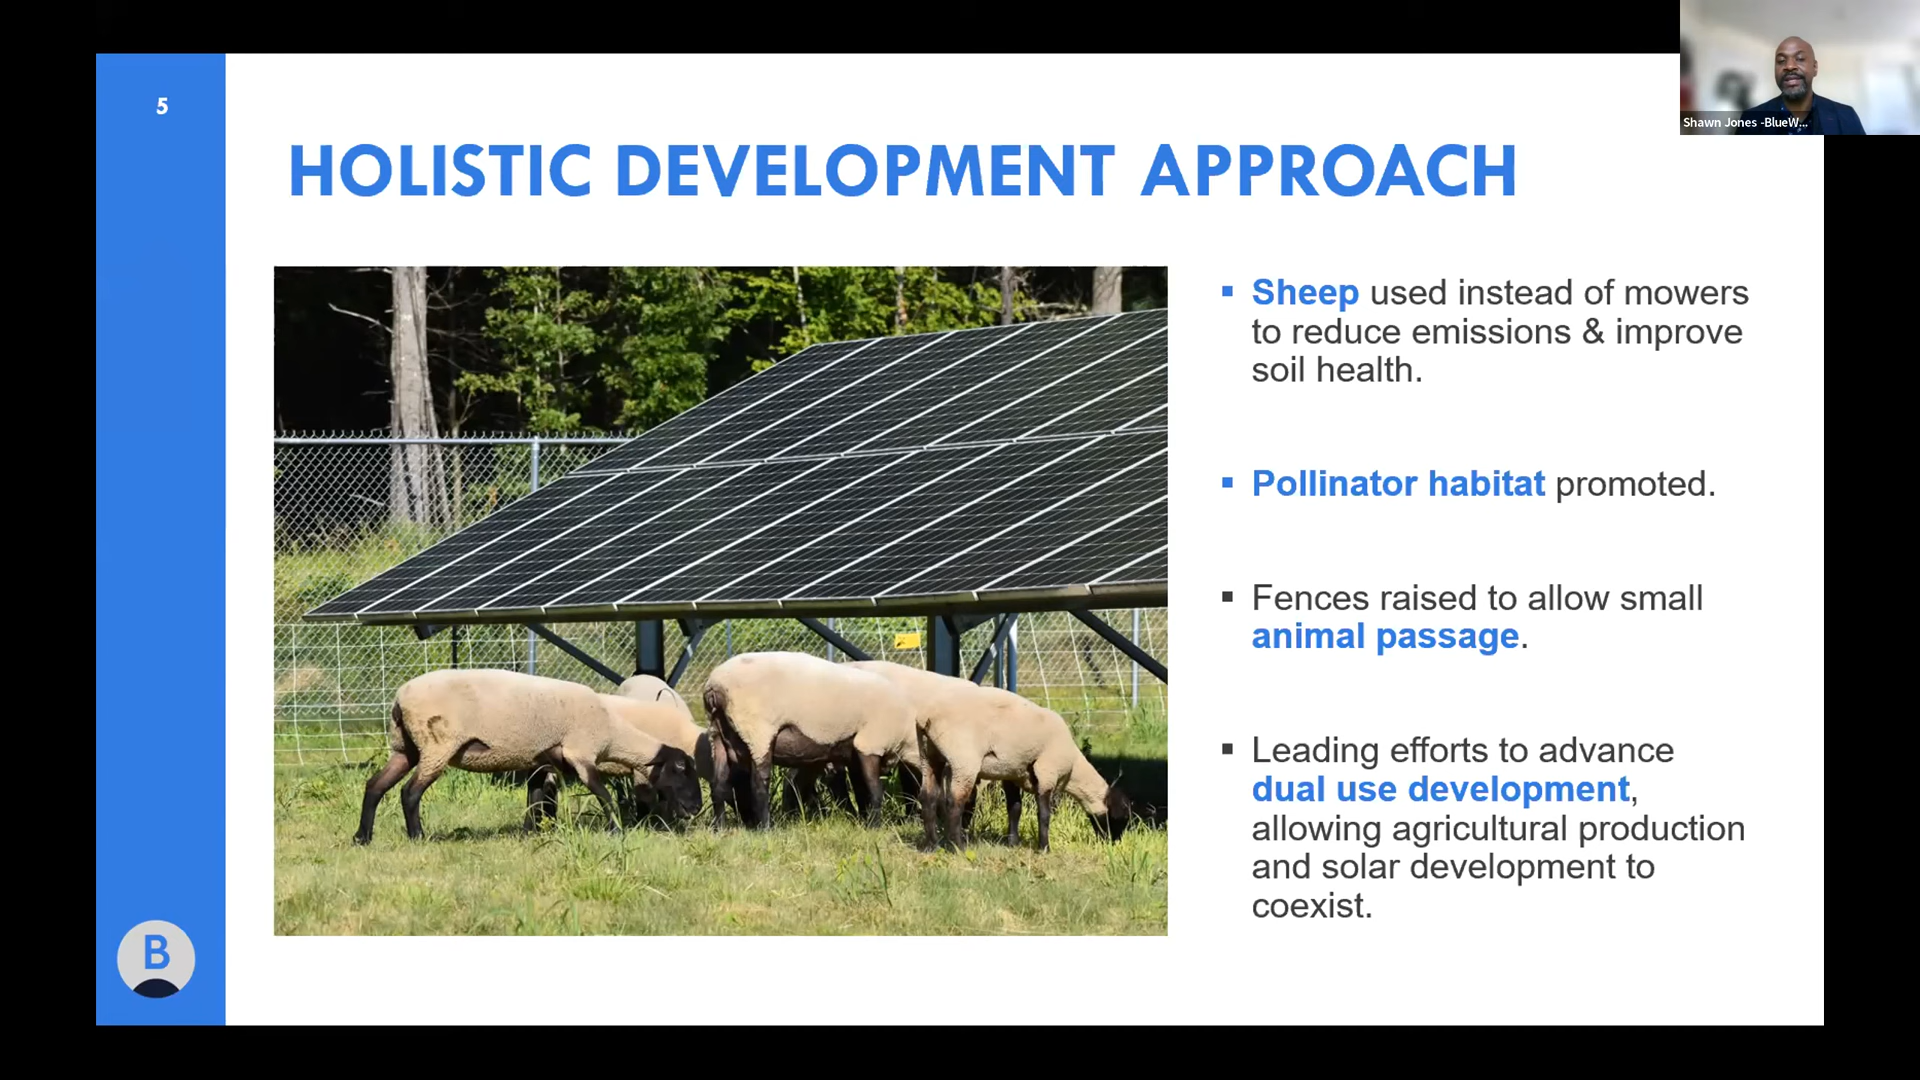 5
Shawn Jones -BlueW...
HOLISTIC DEVELOPMENT APPROACH
▪ Sheep used instead of mowers
to reduce emissions & improve
soil health.
▪ Pollinator habitat promoted.
▪ Fences raised to allow small
animal passage.
▪ Leading efforts to advance
dual use development,
allowing agricultural production
and solar development to
coexist.
B